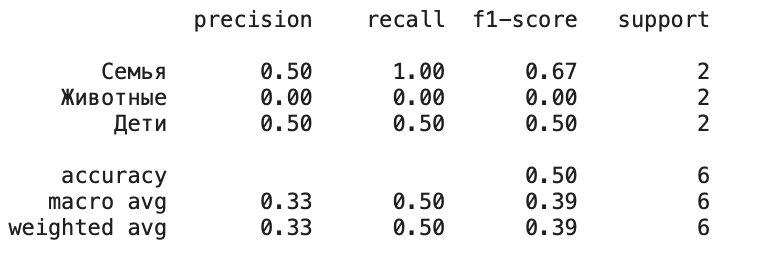 precision recall f1-score support
Семья 0.50 1.00 0.67 2
Животные 0.00 0.00 0.00 2
Дети 0.50 0.50 0.50 2
accuracy 0.50 6
macro avg 0.33 0.50 0.39 6
weighted avg 0.33 0.50 0.39 6